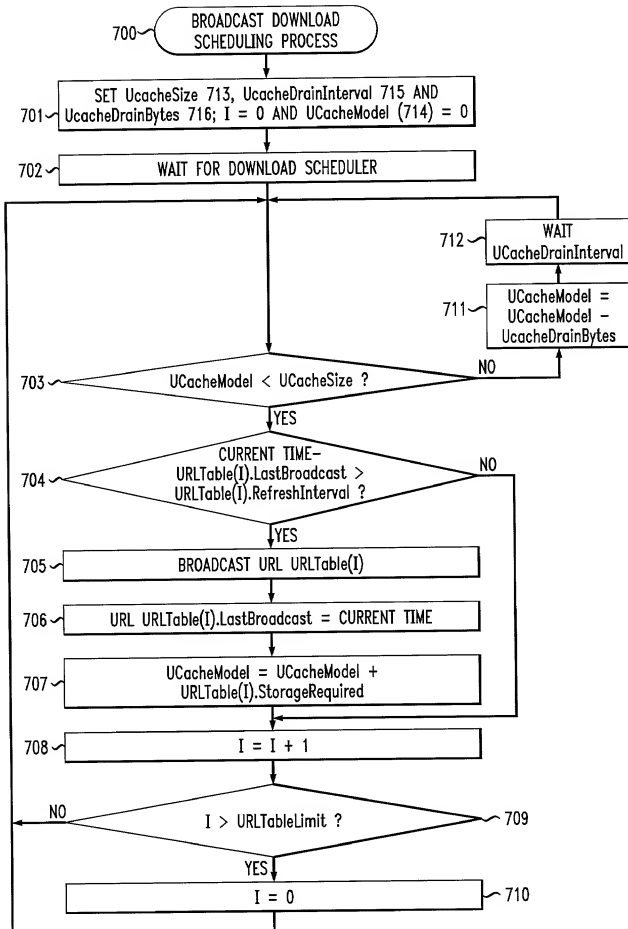 700
BROADCAST DOWNLOAD
SCHEDULING PROCESS
701
SET UcacheSize 713, UcacheDrainInterval 715 AND
UcacheDrainBytes 716; I = 0 AND UCacheModel (714) = 0
702
WAIT FOR DOWNLOAD SCHEDULER
712
WAIT
UCacheDrainInterval
711
UCacheModel =
UCacheModel –
UcacheDrainBytes
703
UCacheModel < UCacheSize ?
NO
YES
704
CURRENT TIME–
URLTable(I).LastBroadcast >
URLTable(I).RefreshInterval ?
NO
YES
705
BROADCAST URL URLTable(I)
706
URL URLTable(I).LastBroadcast = CURRENT TIME
707
UCacheModel = UCacheModel +
URLTable(I).StorageRequired
708
I = I + 1
NO
I > URLTableLimit ?
709
YES
I = 0
710